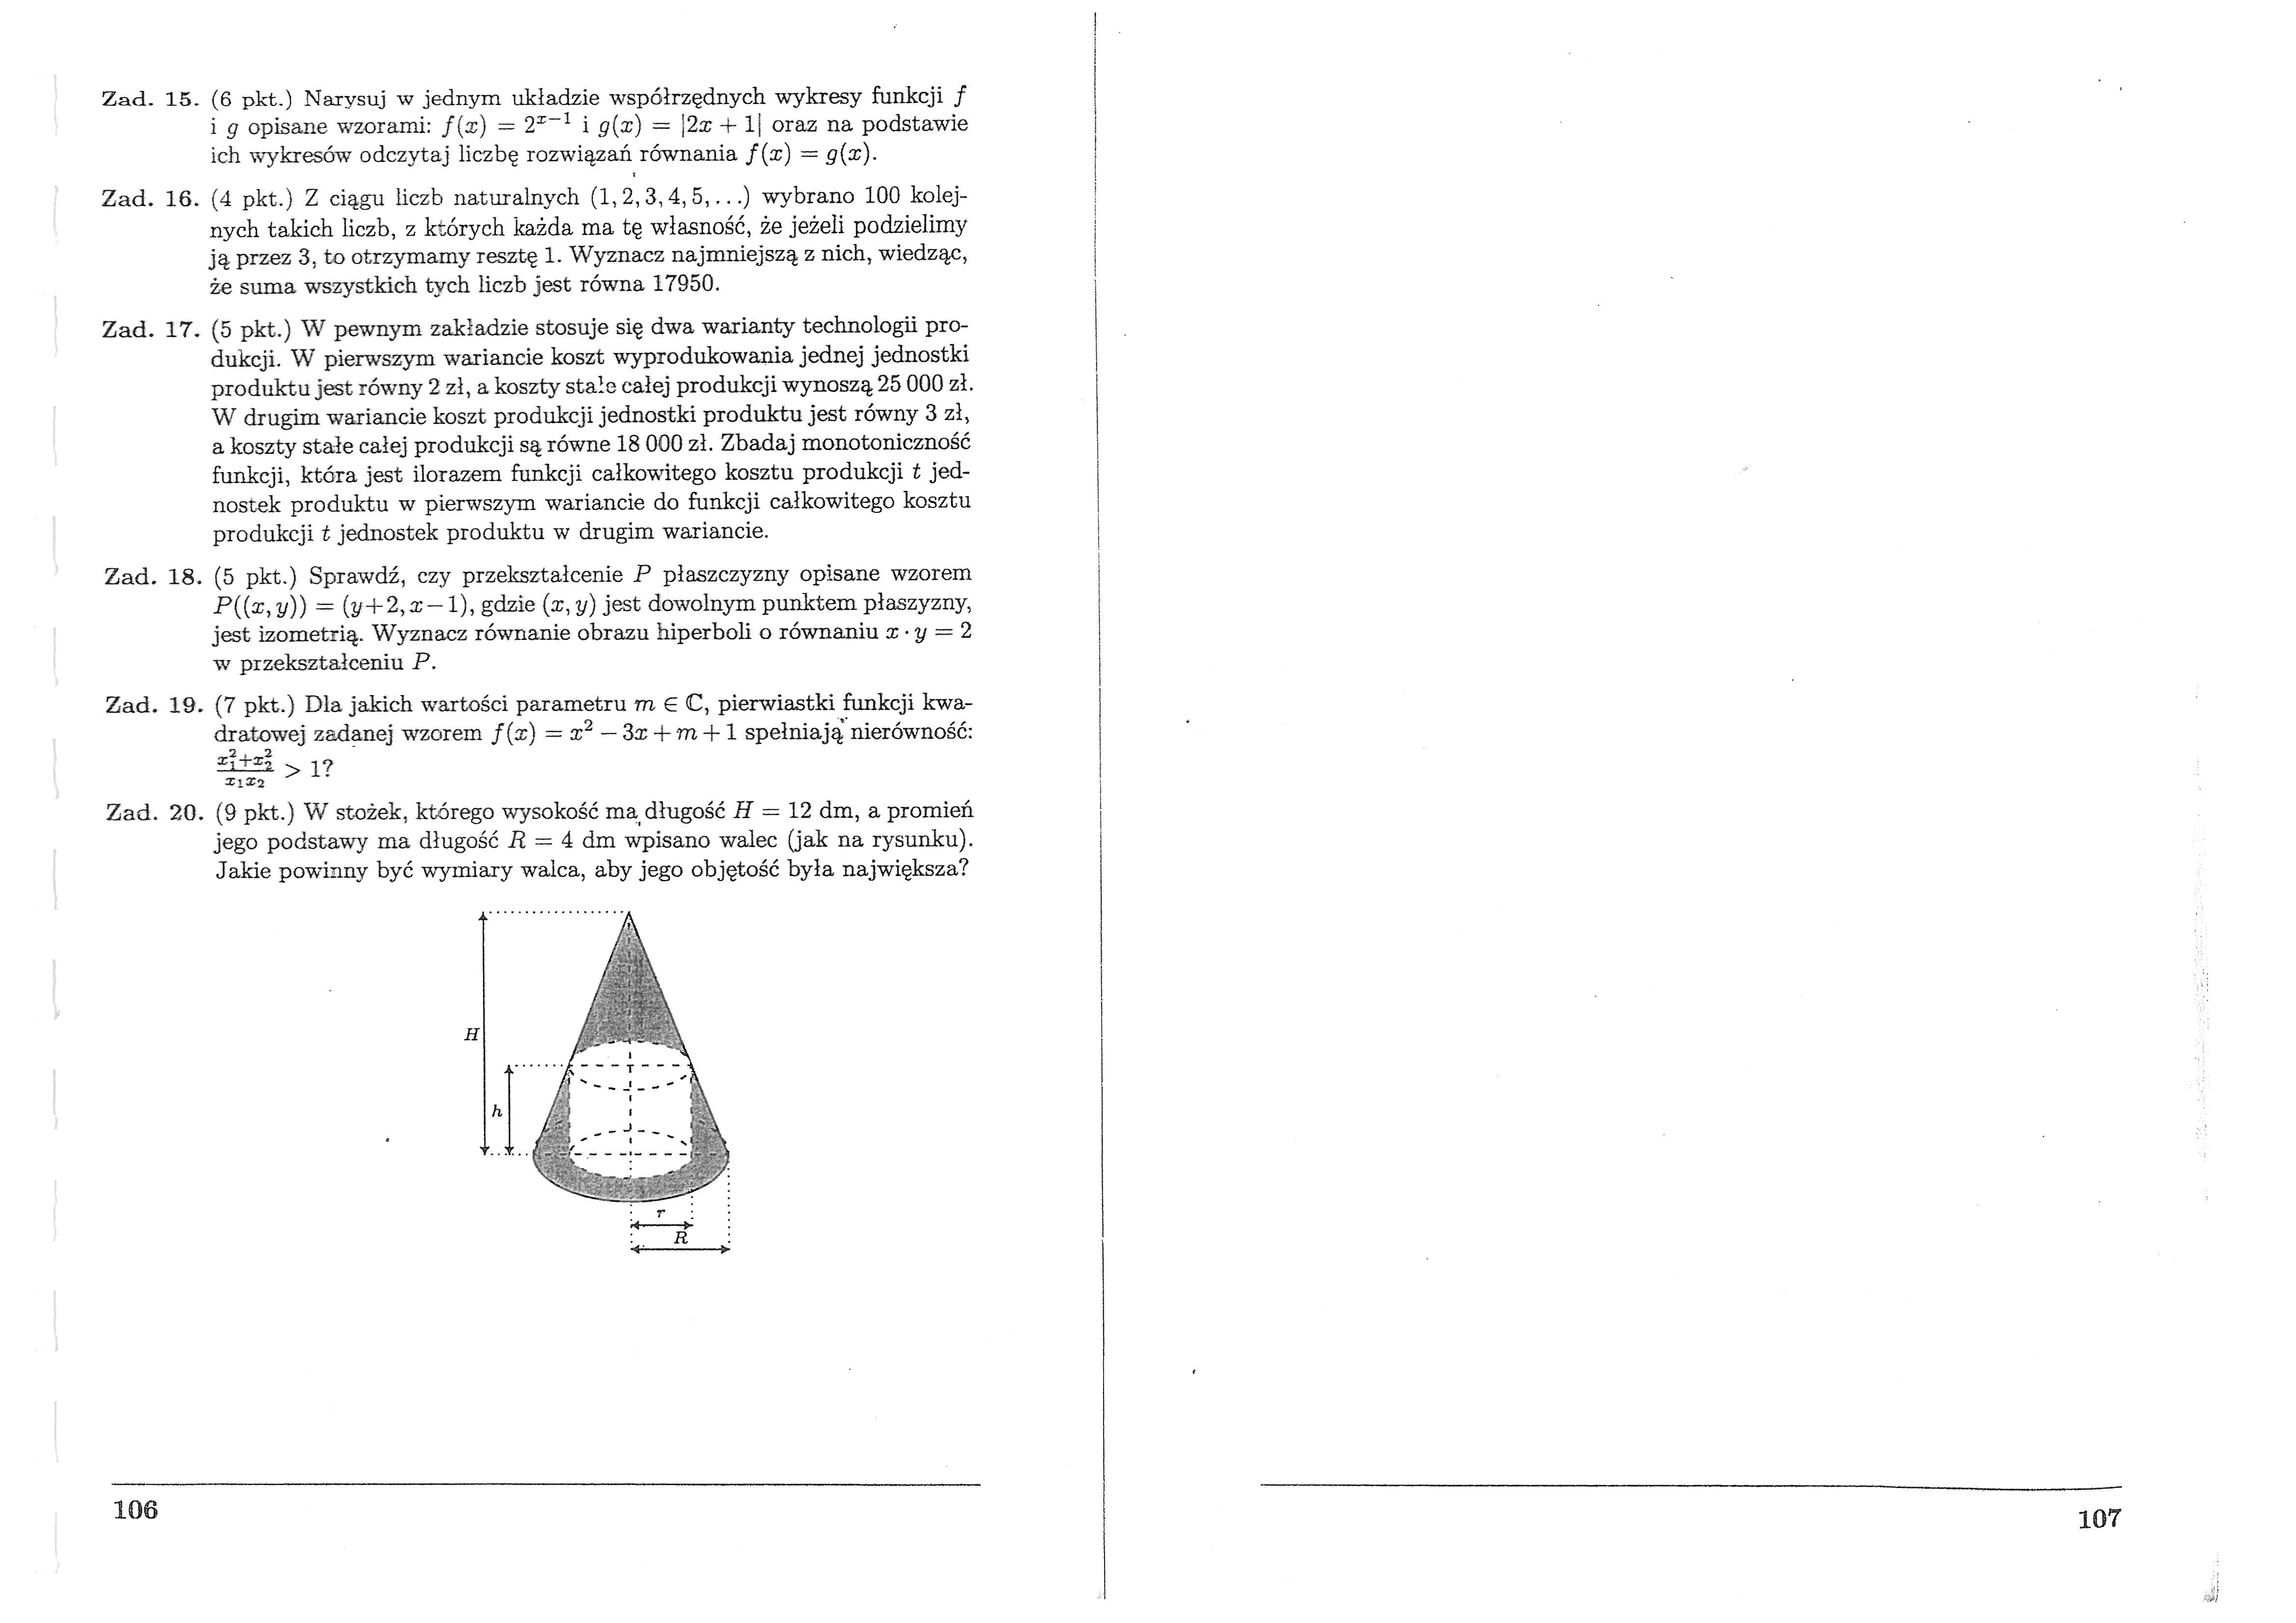 Zad. 15. (6 pkt.) Narysuj w jednym układzie współrzędnych wykresy funkcji f
i g opisane wzorami: f(x) = 2^{x−1} i g(x) = |2x + 1| oraz na podstawie
ich wykresów odczytaj liczbę rozwiązań równania f(x) = g(x).
Zad. 16. (4 pkt.) Z ciągu liczb naturalnych (1, 2, 3, 4, 5, . . .) wybrano 100 kolej-
nych takich liczb, z których każda ma tę własność, że jeżeli podzielimy
ją przez 3, to otrzymamy resztę 1. Wyznacz najmniejszą z nich, wiedząc,
że suma wszystkich tych liczb jest równa 17950.
Zad. 17. (5 pkt.) W pewnym zakładzie stosuje się dwa warianty technologii pro-
dukcji. W pierwszym wariancie koszt wyprodukowania jednej jednostki
produktu jest równy 2 zł, a koszty stałe całej produkcji wynoszą 25 000 zł.
W drugim wariancie koszt produkcji jednostki produktu jest równy 3 zł,
a koszty stałe całej produkcji są równe 18 000 zł. Zbadaj monotoniczność
funkcji, która jest ilorazem funkcji całkowitego kosztu produkcji t jed-
nostek produktu w pierwszym wariancie do funkcji całkowitego kosztu
produkcji t jednostek produktu w drugim wariancie.
Zad. 18. (5 pkt.) Sprawdź, czy przekształcenie P płaszczyzny opisane wzorem
P((x, y)) = (y+2, x−1), gdzie (x, y) jest dowolnym punktem płaszyzny,
jest izometrią. Wyznacz równanie obrazu hiperboli o równaniu x · y = 2
w przekształceniu P.
Zad. 19. (7 pkt.) Dla jakich wartości parametru m ∈ ℂ, pierwiastki funkcji kwa-
dratowej zadanej wzorem f(x) = x² − 3x + m + 1 spełniają nierówność:
\frac{x_1^2+x_2^2}{x_1x_2} > 1?
Zad. 20. (9 pkt.) W stożek, którego wysokość ma długość H = 12 dm, a promień
jego podstawy ma długość R = 4 dm wpisano walec (jak na rysunku).
Jakie powinny być wymiary walca, aby jego objętość była największa?
H
h
r
R
106
107